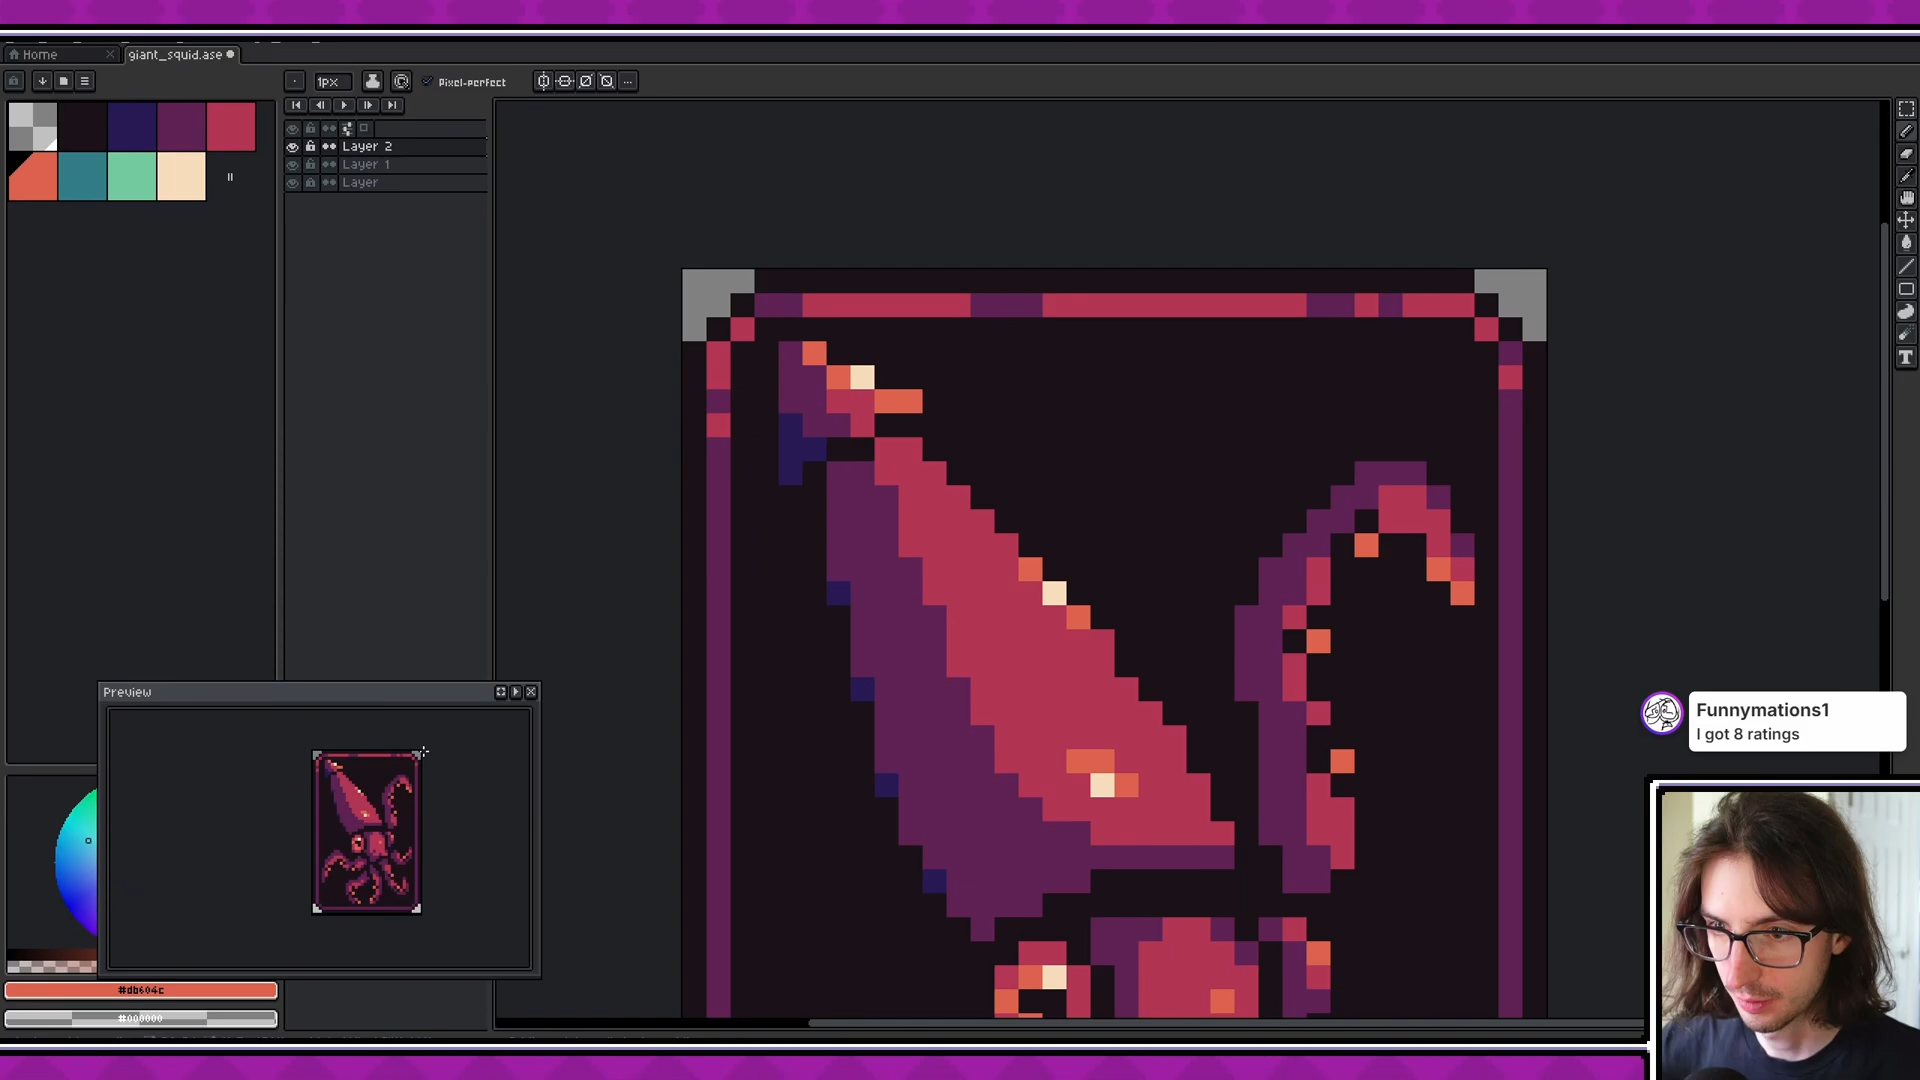 Home
giant_squid.ase
1px
Pixel-perfect
Layer 2
Layer 1
Layer
Preview
Funnymations1
I got 8 ratings
#db604c
#000000